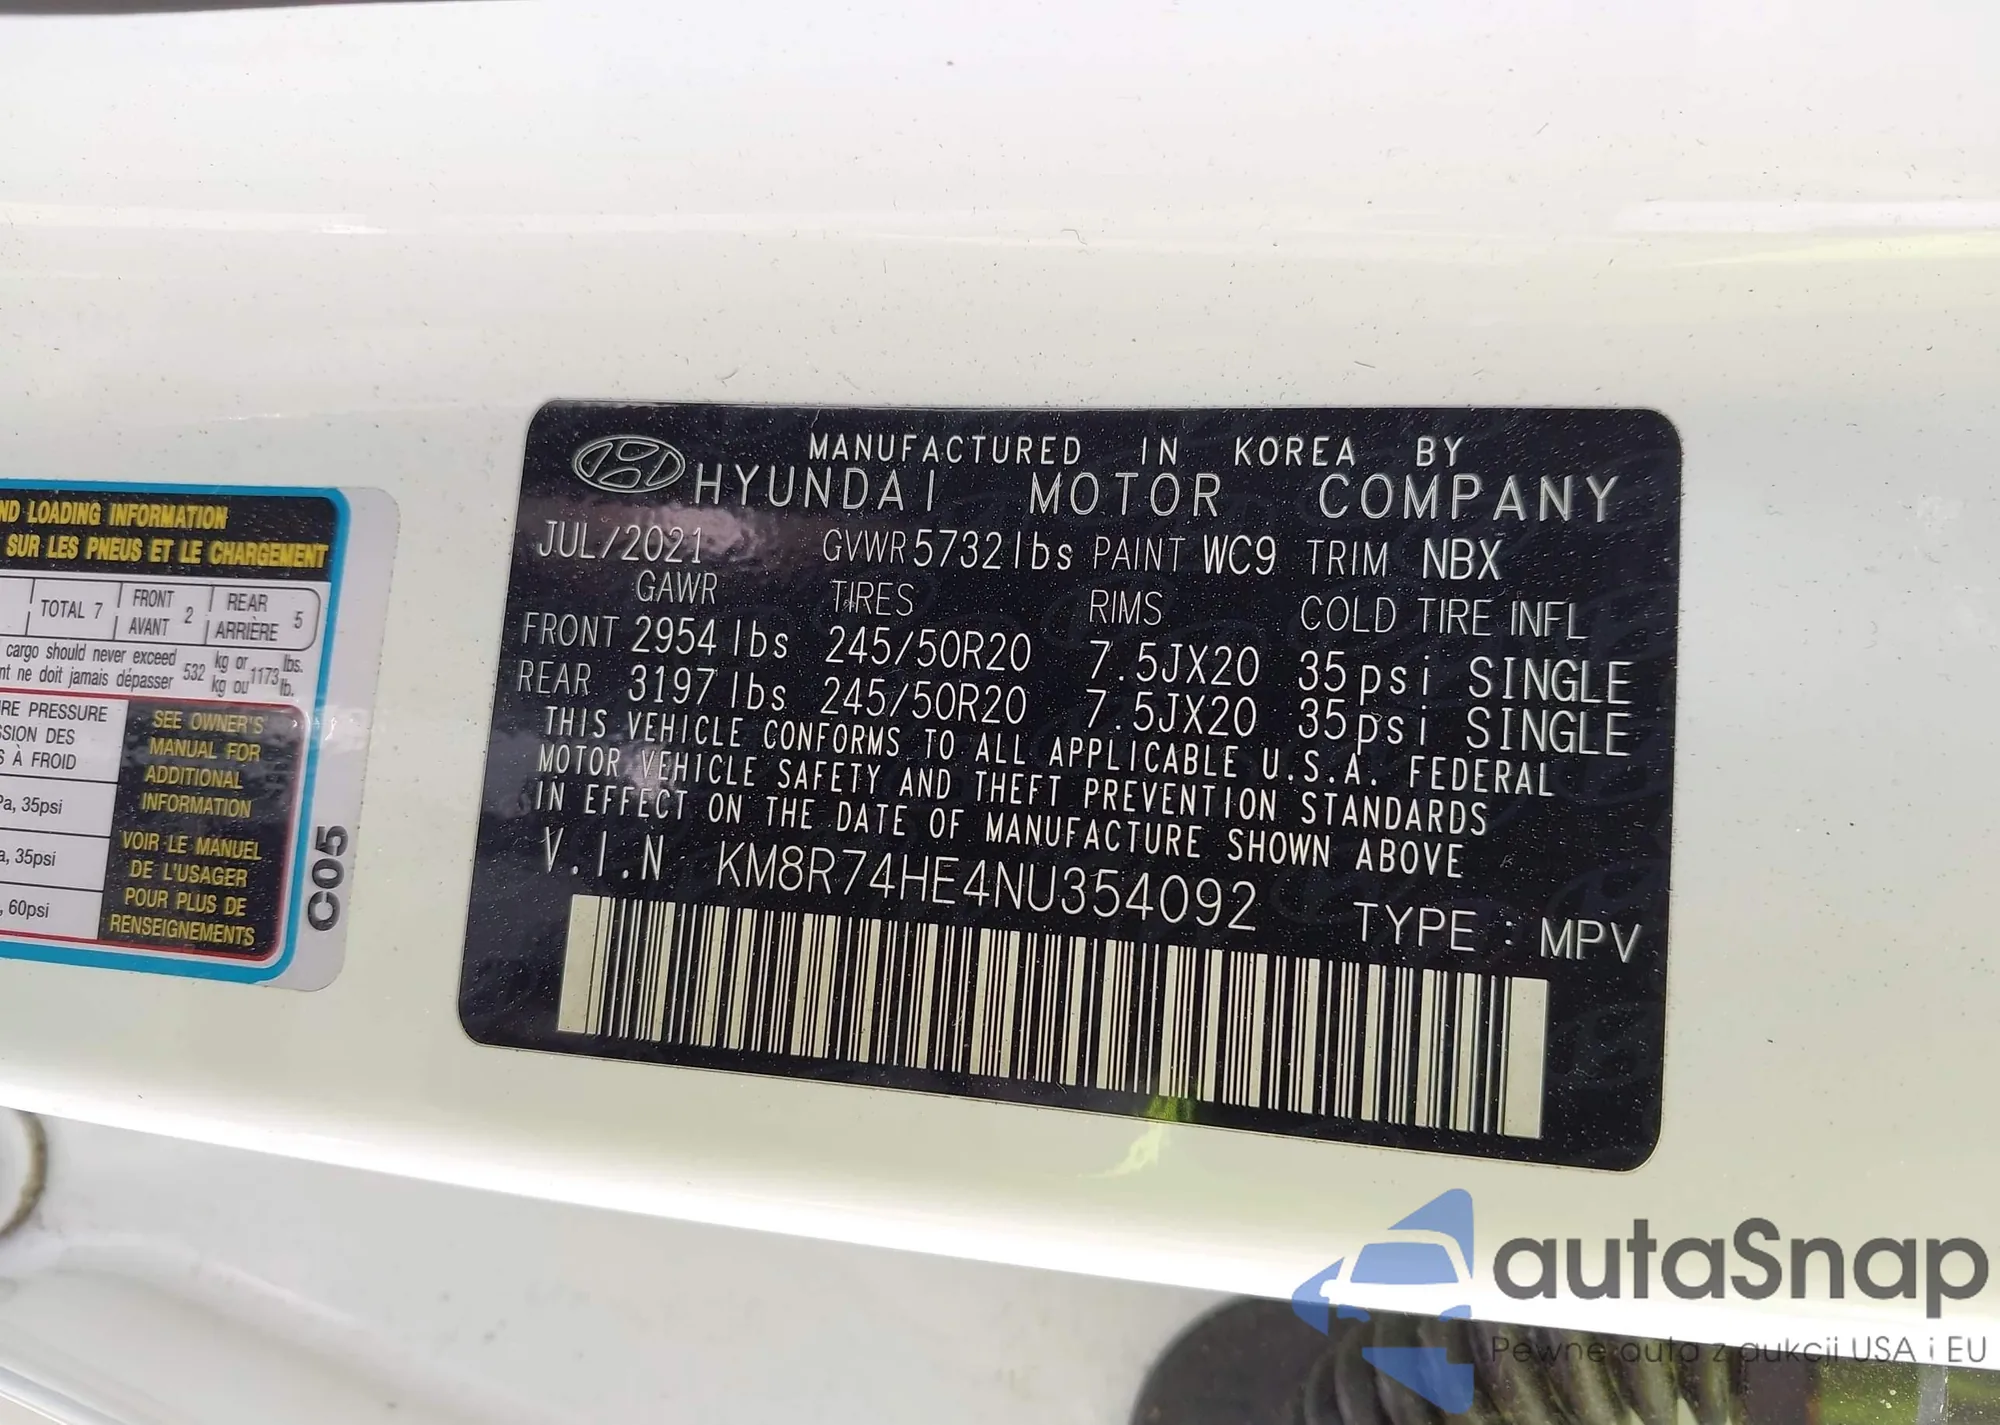 ND LOADING INFORMATION
SUR LES PNEUS ET LE CHARGEMENT
TOTAL 7 FRONT AVANT 2 REAR ARRIÈRE 5
cargo should never exceed 532 kg or 1173 lbs.
nt ne doit jamais dépasser kg ou lb.
RE PRESSURE
SION DES
S À FROID
Pa, 35psi
a, 35psi
, 60psi
SEE OWNER'S
MANUAL FOR
ADDITIONAL
INFORMATION
VOIR LE MANUEL
DE L'USAGER
POUR PLUS DE
RENSEIGNEMENTS
C05
MANUFACTURED IN KOREA BY
HYUNDAI MOTOR COMPANY
JUL/2021 GVWR 5732lbs PAINT WC9 TRIM NBX
GAWR TIRES RIMS COLD TIRE INFL
FRONT 2954 lbs 245/50R20 7.5JX20 35psi SINGLE
REAR 3197 lbs 245/50R20 7.5JX20 35psi SINGLE
THIS VEHICLE CONFORMS TO ALL APPLICABLE U.S.A. FEDERAL
MOTOR VEHICLE SAFETY AND THEFT PREVENTION STANDARDS
IN EFFECT ON THE DATE OF MANUFACTURE SHOWN ABOVE
V.I.N KM8R74HE4NU354092 TYPE : MPV
autaSnap
Pewne auta z aukcji USA i EU